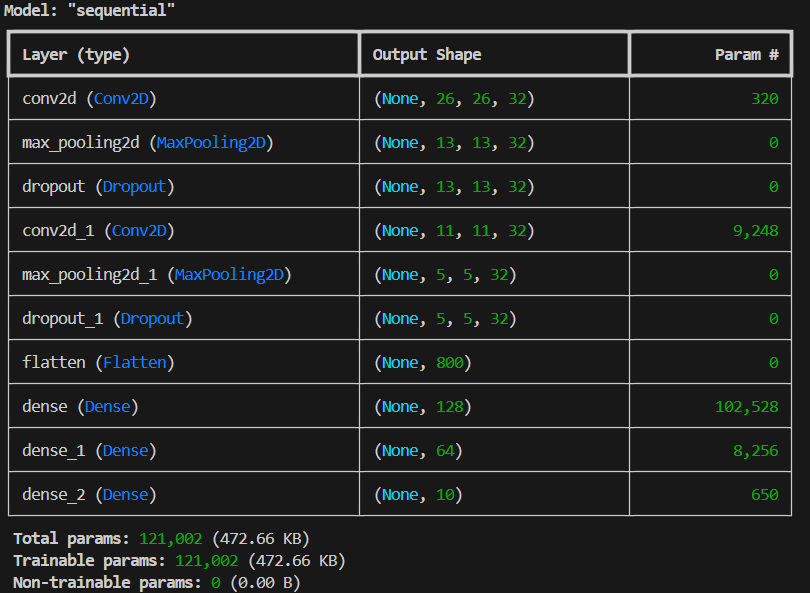 Model: "sequential"
Layer (type) Output Shape Param #
conv2d (Conv2D) (None, 26, 26, 32) 320
max_pooling2d (MaxPooling2D) (None, 13, 13, 32) 0
dropout (Dropout) (None, 13, 13, 32) 0
conv2d_1 (Conv2D) (None, 11, 11, 32) 9,248
max_pooling2d_1 (MaxPooling2D) (None, 5, 5, 32) 0
dropout_1 (Dropout) (None, 5, 5, 32) 0
flatten (Flatten) (None, 800) 0
dense (Dense) (None, 128) 102,528
dense_1 (Dense) (None, 64) 8,256
dense_2 (Dense) (None, 10) 650
Total params: 121,002 (472.66 KB)
Trainable params: 121,002 (472.66 KB)
Non-trainable params: 0 (0.00 B)